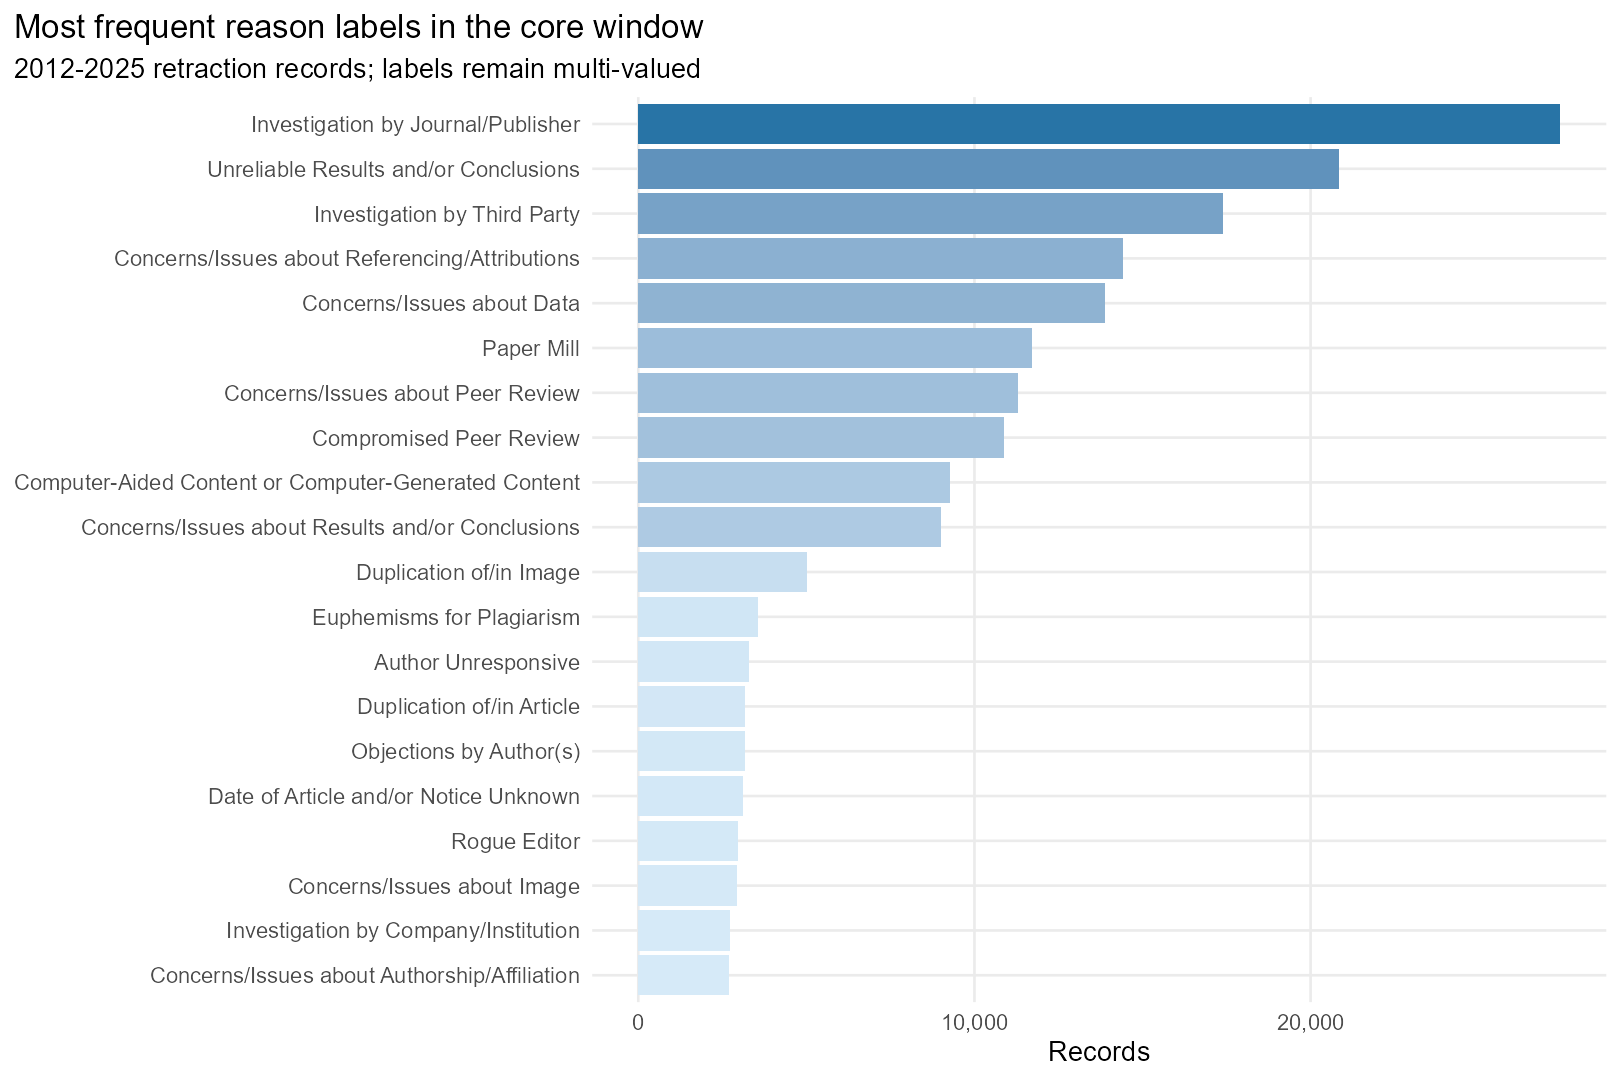 Most frequent reason labels in the core window
2012-2025 retraction records; labels remain multi-valued
Investigation by Journal/Publisher
Unreliable Results and/or Conclusions
Investigation by Third Party
Concerns/Issues about Referencing/Attributions
Concerns/Issues about Data
Paper Mill
Concerns/Issues about Peer Review
Compromised Peer Review
Computer-Aided Content or Computer-Generated Content
Concerns/Issues about Results and/or Conclusions
Duplication of/in Image
Euphemisms for Plagiarism
Author Unresponsive
Duplication of/in Article
Objections by Author(s)
Date of Article and/or Notice Unknown
Rogue Editor
Concerns/Issues about Image
Investigation by Company/Institution
Concerns/Issues about Authorship/Affiliation
0 10,000 20,000
Records